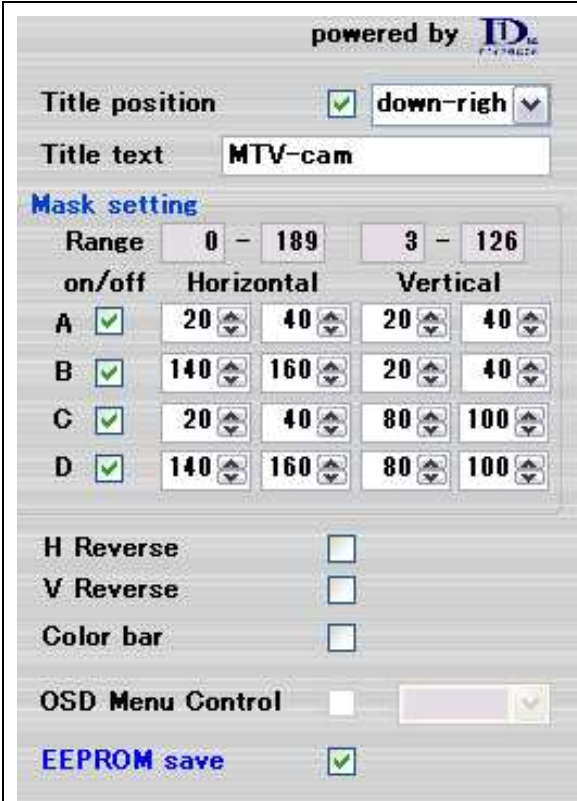 powered by ID
Title position down-righ
Title text MTV-cam
Mask setting
Range 0 - 189 3 - 126
on/off Horizontal Vertical
A 20 40 20 40
B 140 160 20 40
C 20 40 80 100
D 140 160 80 100
H Reverse
V Reverse
Color bar
OSD Menu Control
EEPROM save